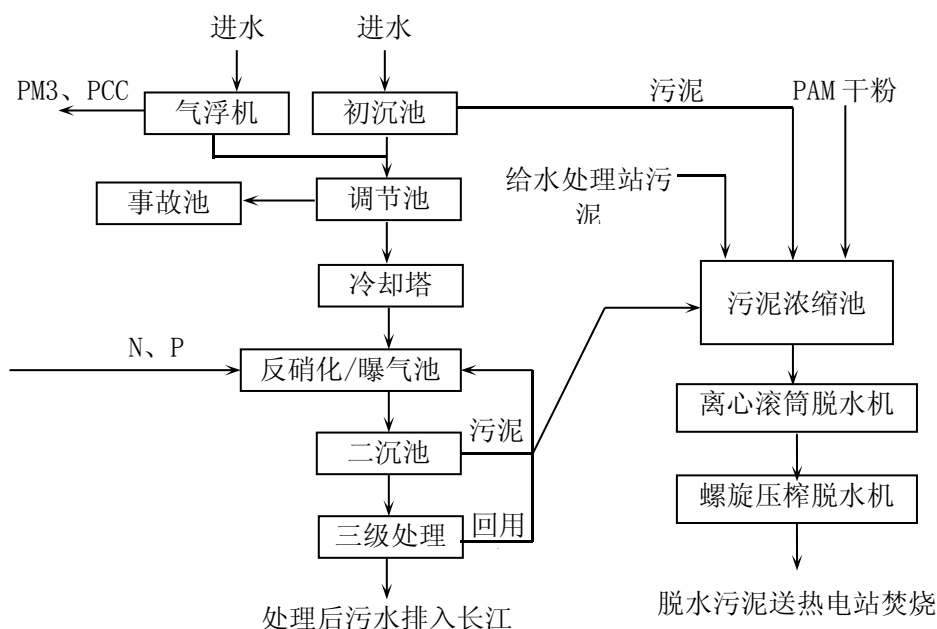 进水
进水
PM3、PCC
气浮机
初沉池
污泥
PAM 干粉
给水处理站污
泥
事故池
调节池
冷却塔
污泥浓缩池
N、P
反硝化/曝气池
离心滚筒脱水机
污泥
二沉池
螺旋压榨脱水机
三级处理
回用
处理后污水排入长江
脱水污泥送热电站焚烧